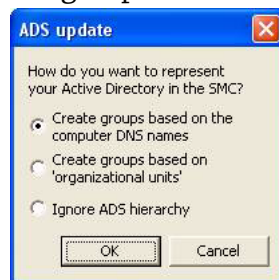 ADS update
How do you want to represent
your Active Directory in the SMC?
Create groups based on the
computer DNS names
Create groups based on
'organizational units'
Ignore ADS hierarchy
OK
Cancel